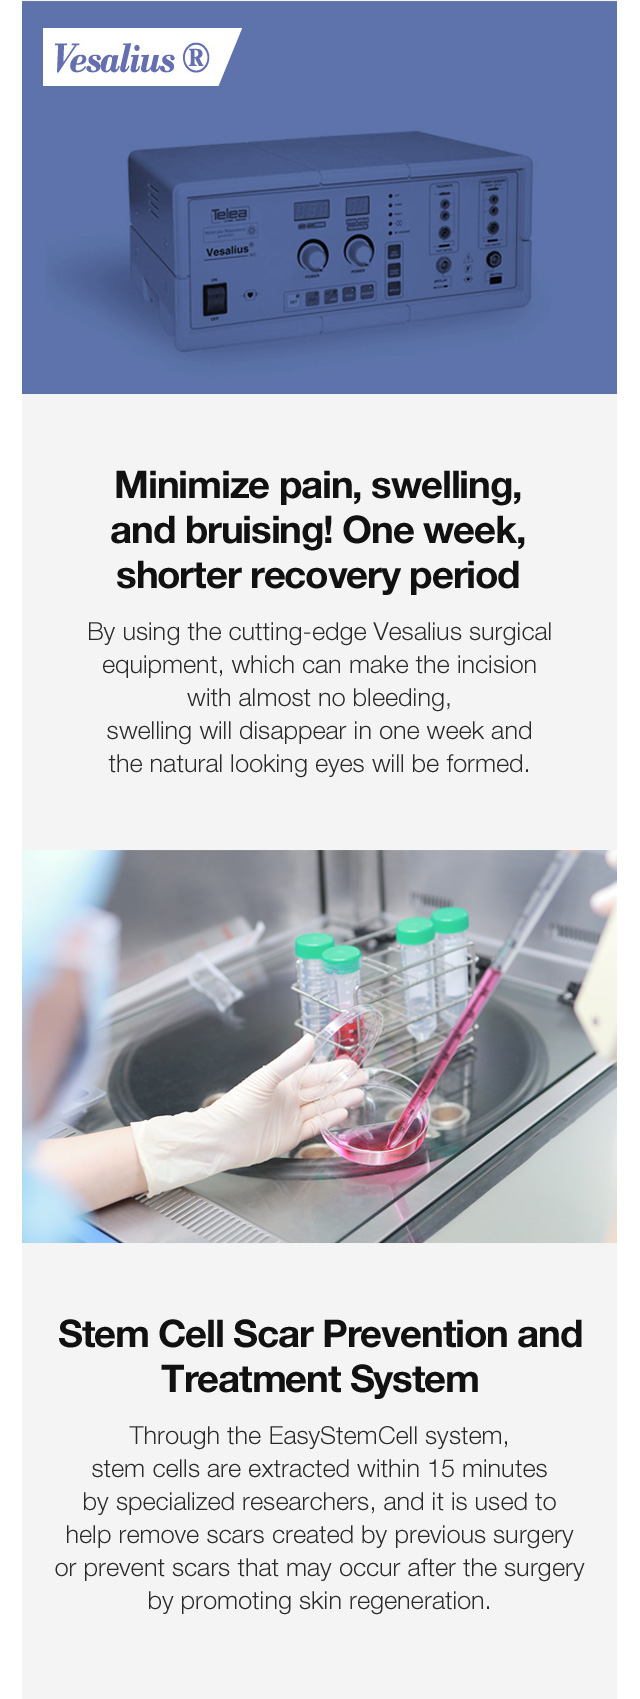 Vesalius ®
Telea
Vesalius®
ON
OFF
POWER
POWER
Minimize pain, swelling,
and bruising! One week,
shorter recovery period
By using the cutting-edge Vesalius surgical
equipment, which can make the incision
with almost no bleeding,
swelling will disappear in one week and
the natural looking eyes will be formed.
Stem Cell Scar Prevention and
Treatment System
Through the EasyStemCell system,
stem cells are extracted within 15 minutes
by specialized researchers, and it is used to
help remove scars created by previous surgery
or prevent scars that may occur after the surgery
by promoting skin regeneration.